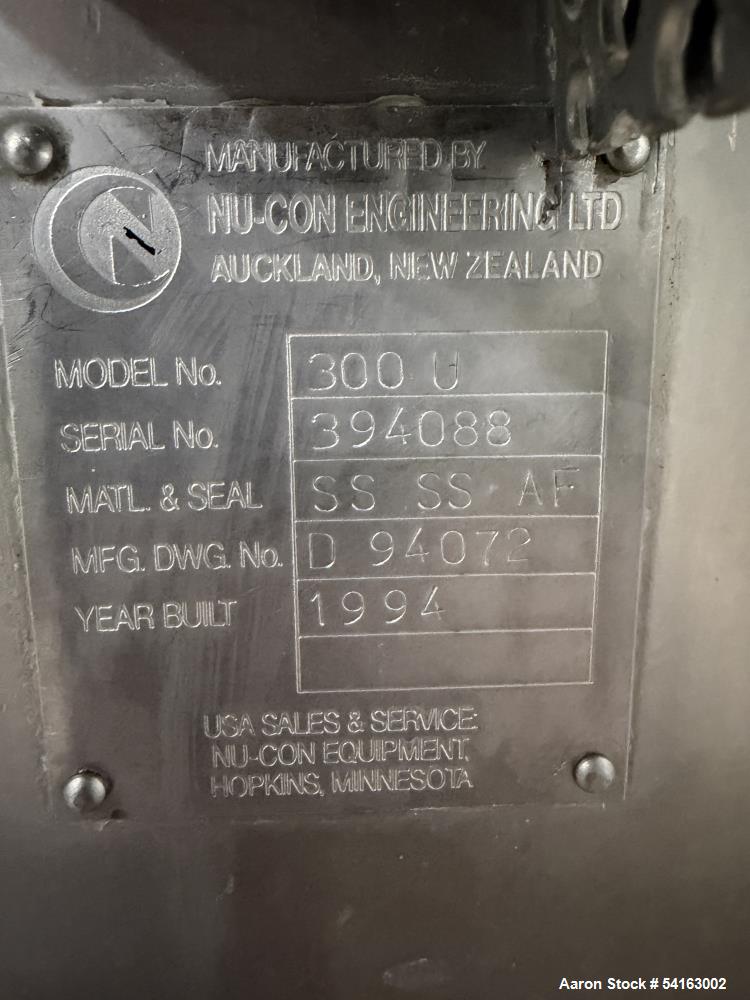 MANUFACTURED BY
NU-CON ENGINEERING LTD
AUCKLAND, NEW ZEALAND
MODEL No. 300 U
SERIAL No. 394088
MATL. & SEAL SS SS AF
MFG. DWG. No. D 94072
YEAR BUILT 1994
USA SALES & SERVICE:
NU-CON EQUIPMENT,
HOPKINS, MINNESOTA
Aaron Stock # 54163002